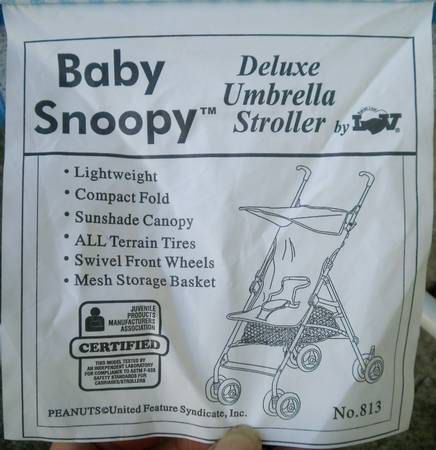 Baby
Snoopy™
Deluxe
Umbrella
Stroller by
• Lightweight
• Compact Fold
• Sunshade Canopy
• ALL Terrain Tires
• Swivel Front Wheels
• Mesh Storage Basket
JUVENILE
PRODUCTS
MANUFACTURERS
ASSOCIATION
CERTIFIED
THIS MODEL TESTED BY
AN INDEPENDENT LABORATORY
FOR COMPLIANCE TO ASTM F-833
SAFETY STANDARDS FOR
CARRIAGES/STROLLERS
PEANUTS©United Feature Syndicate, Inc.
No.813